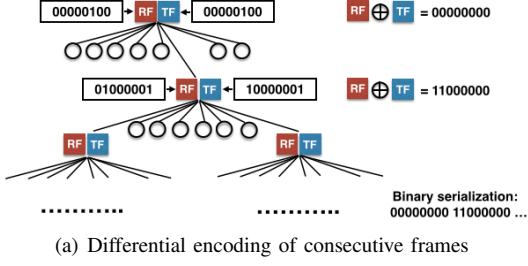 00000100 RF TF 00000100 RF ⊕ TF = 00000000
01000001 RF TF 10000001 RF ⊕ TF = 11000000
RF TF RF TF
Binary serialization:
............ ............ 00000000 11000000 ...
(a) Differential encoding of consecutive frames